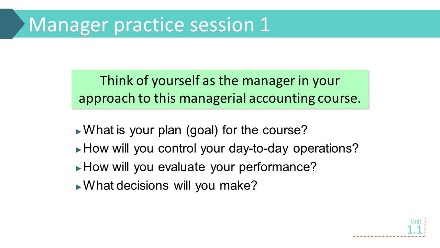 Manager practice session 1
Think of yourself as the manager in your
approach to this managerial accounting course.
►What is your plan (goal) for the course?
►How will you control your day-to-day operations?
►How will you evaluate your performance?
►What decisions will you make?
Unit
1.1